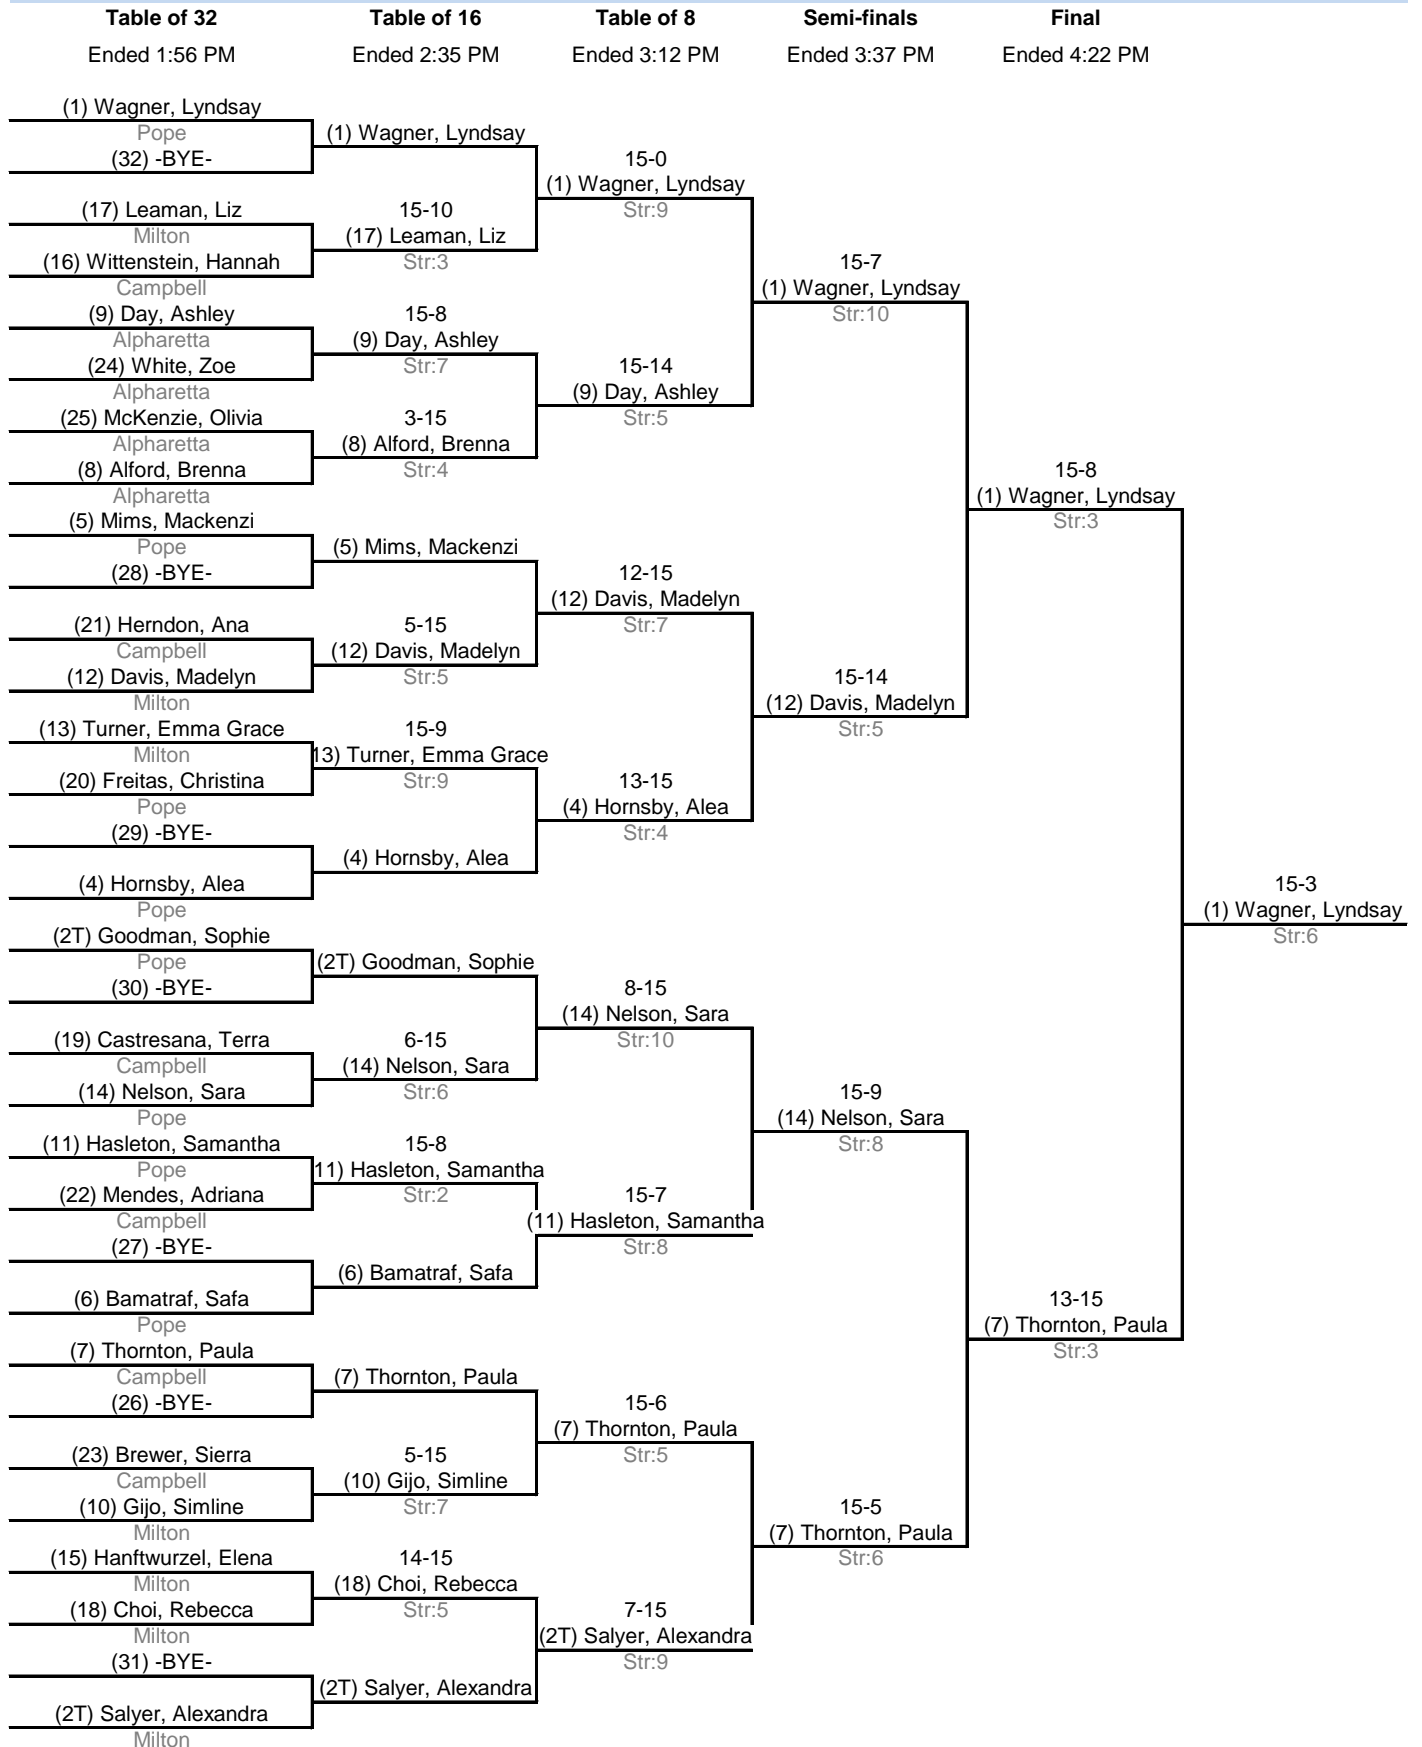 Table of 32
Table of 16
Table of 8
Semi-finals
Final
Ended 1:56 PM
Ended 2:35 PM
Ended 3:12 PM
Ended 3:37 PM
Ended 4:22 PM
(1) Wagner, Lyndsay
Pope
(32) -BYE-
(17) Leaman, Liz
Milton
(16) Wittenstein, Hannah
Campbell
(9) Day, Ashley
Alpharetta
(24) White, Zoe
Alpharetta
(25) McKenzie, Olivia
Alpharetta
(8) Alford, Brenna
Alpharetta
(5) Mims, Mackenzi
Pope
(28) -BYE-
(21) Herndon, Ana
Campbell
(12) Davis, Madelyn
Milton
(13) Turner, Emma Grace
Milton
(20) Freitas, Christina
Pope
(29) -BYE-
(4) Hornsby, Alea
Pope
(2T) Goodman, Sophie
Pope
(30) -BYE-
(19) Castresana, Terra
Campbell
(14) Nelson, Sara
Pope
(11) Hasleton, Samantha
Pope
(22) Mendes, Adriana
Campbell
(27) -BYE-
(6) Bamatraf, Safa
Pope
(7) Thornton, Paula
Campbell
(26) -BYE-
(23) Brewer, Sierra
Campbell
(10) Gijo, Simline
Milton
(15) Hanftwurzel, Elena
Milton
(18) Choi, Rebecca
Milton
(31) -BYE-
(2T) Salyer, Alexandra
Milton
(1) Wagner, Lyndsay
15-10
(17) Leaman, Liz
Str:3
15-8
(9) Day, Ashley
Str:7
3-15
(8) Alford, Brenna
Str:4
(5) Mims, Mackenzi
5-15
(12) Davis, Madelyn
Str:5
15-9
13) Turner, Emma Grace
Str:9
(4) Hornsby, Alea
(2T) Goodman, Sophie
6-15
(14) Nelson, Sara
Str:6
15-8
11) Hasleton, Samantha
Str:2
(6) Bamatraf, Safa
(7) Thornton, Paula
5-15
(10) Gijo, Simline
Str:7
14-15
(18) Choi, Rebecca
Str:5
(2T) Salyer, Alexandra
15-0
(1) Wagner, Lyndsay
Str:9
15-14
(9) Day, Ashley
Str:5
12-15
(12) Davis, Madelyn
Str:7
13-15
(4) Hornsby, Alea
Str:4
8-15
(14) Nelson, Sara
Str:10
15-7
(11) Hasleton, Samantha
Str:8
15-6
(7) Thornton, Paula
Str:5
7-15
(2T) Salyer, Alexandra
Str:9
15-7
(1) Wagner, Lyndsay
Str:10
15-14
(12) Davis, Madelyn
Str:5
15-9
(14) Nelson, Sara
Str:8
15-5
(7) Thornton, Paula
Str:6
15-8
(1) Wagner, Lyndsay
Str:3
13-15
(7) Thornton, Paula
Str:3
15-3
(1) Wagner, Lyndsay
Str:6